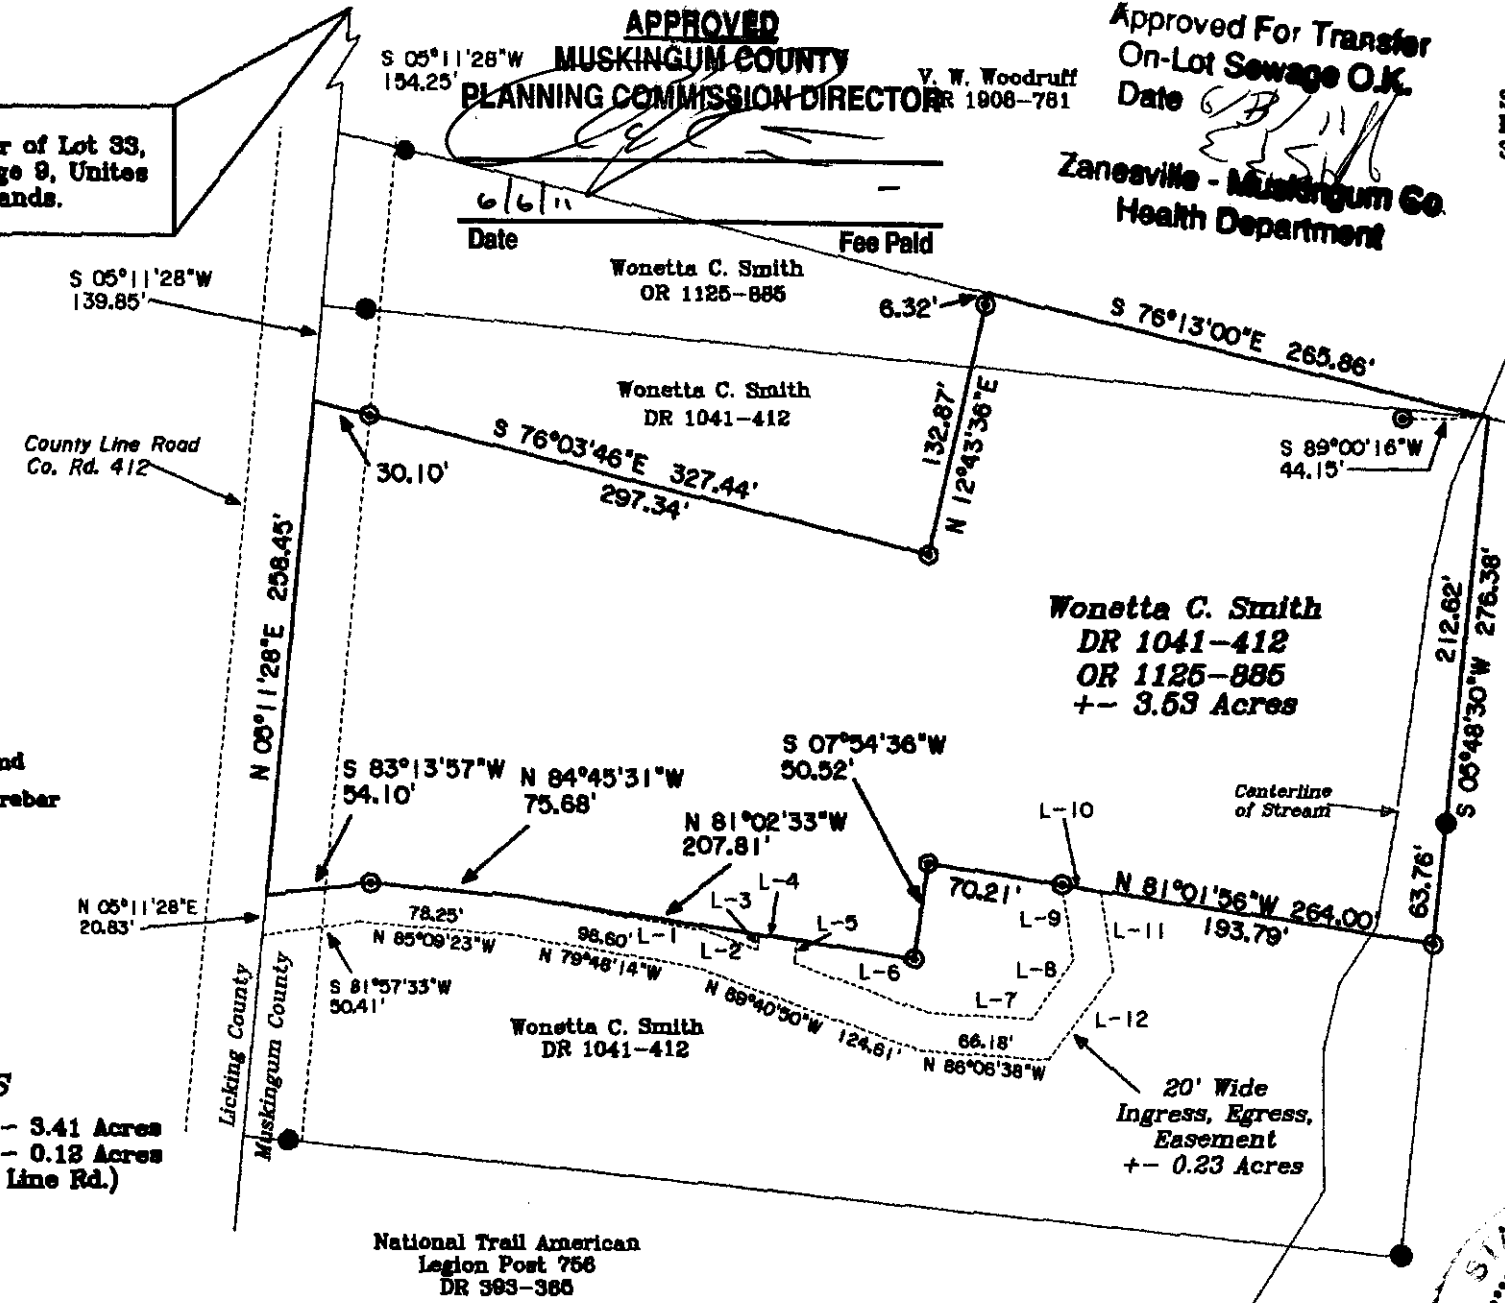 APPROVED
MUSKINGUM COUNTY
PLANNING COMMISSION DIRECTOR
6/6/11
Date Fee Paid
Approved For Transfer
On-Lot Sewage O.K.
Date
Zanesville - Muskingum Co
Health Department
S 05°11'28"W
154.25'
V. W. Woodruff
1908-781
r of Lot 33,
ge 9, Unites
ands.
S 05°11'28"W
139.85'
Wonetta C. Smith
OR 1125-885
6.32'
S 76°13'00"E 265.86'
Wonetta C. Smith
DR 1041-412
132.87'
N 12°43'36"E
S 89°00'16"W
44.15'
County Line Road
Co. Rd. 412
30.10'
S 76°03'46"E 327.44'
297.34'
N 05°11'28"E 258.45'
Wonetta C. Smith
DR 1041-412
OR 1125-885
+- 3.53 Acres
212.62'
S 05°48'30"W 276.38'
63.76'
Centerline
of Stream
nd
rebar
S 83°13'57"W
54.10'
N 84°45'31"W
75.68'
N 81°02'33"W
207.81'
S 07°54'36"W
50.52'
L-10
L-3
L-4
L-5
70.21'
N 81°01'56"W 264.00'
193.79'
L-9
L-11
N 05°11'28"E
20.83'
78.25'
N 85°09'23"W
98.60'
L-1
L-2
N 79°48'14"W
L-6
L-8
L-7
L-12
S 81°57'33"W
50.41'
N 69°40'50"W 124.61'
66.18'
N 86°06'38"W
Licking County
Muskingum County
Wonetta C. Smith
DR 1041-412
20' Wide
Ingress, Egress,
Easement
+- 0.23 Acres
S
- 3.41 Acres
- 0.12 Acres
Line Rd.)
National Trail American
Legion Post 756
DR 393-365